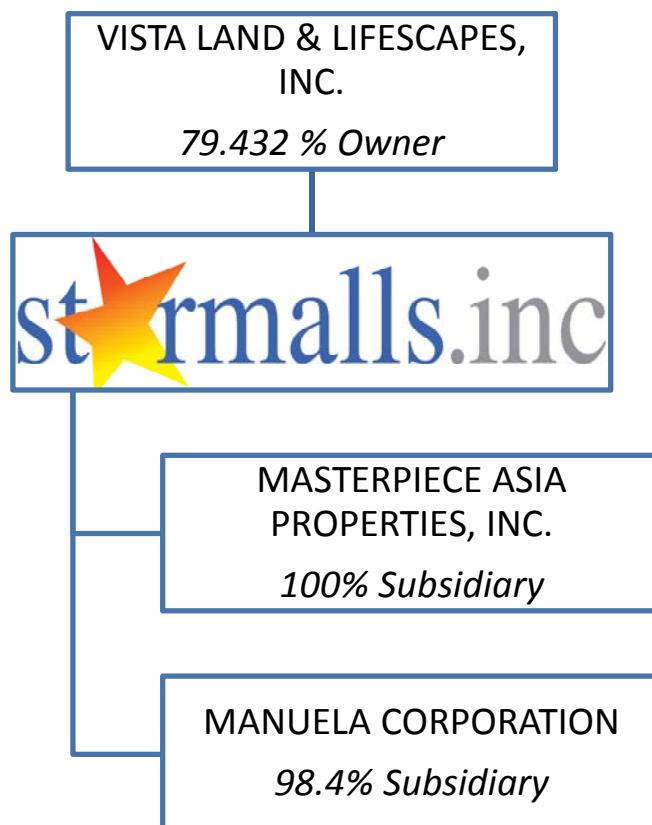 VISTA LAND & LIFESCAPES,
INC.
79.432 % Owner
starmalls.inc
MASTERPIECE ASIA
PROPERTIES, INC.
100% Subsidiary
MANUELA CORPORATION
98.4% Subsidiary